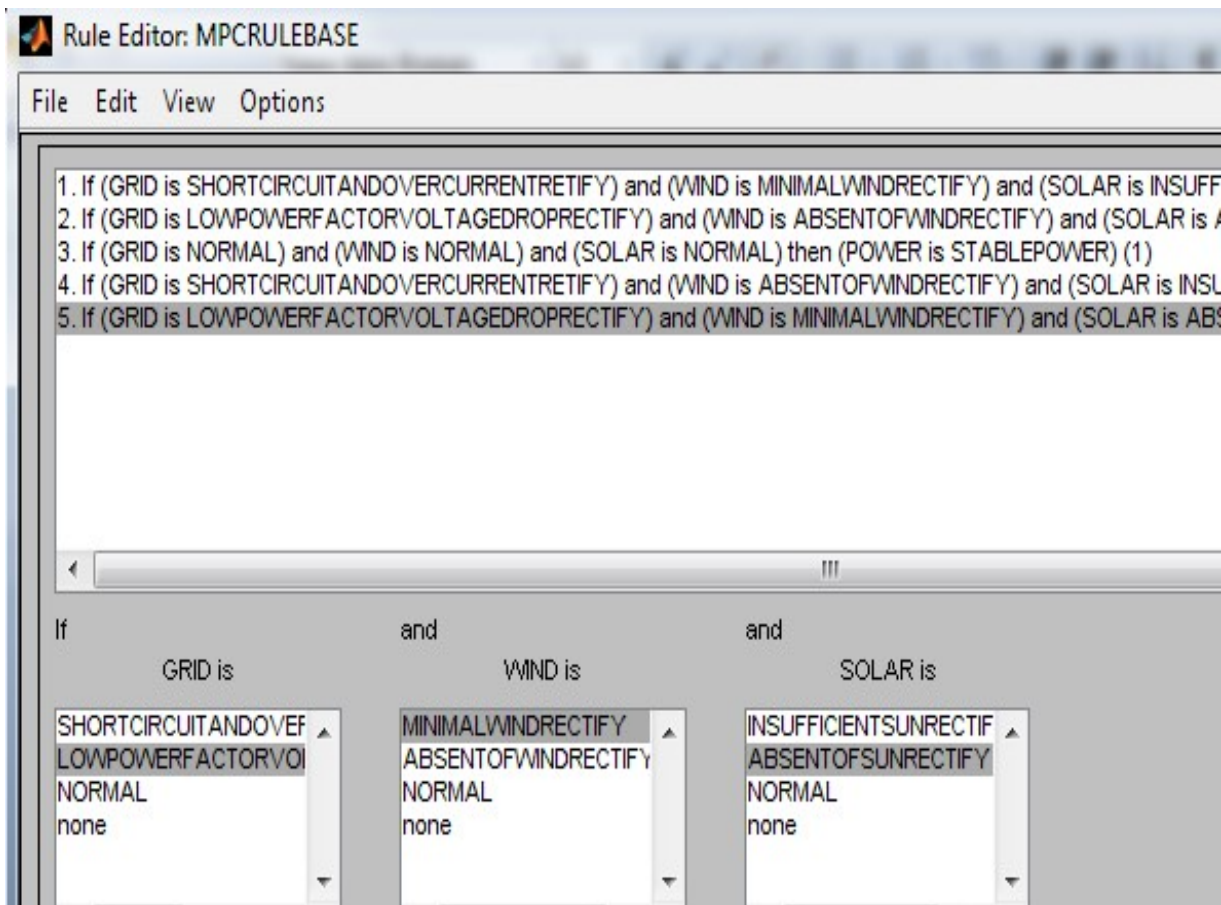 Rule Editor: MPCRULEBASE
File Edit View Options
1. If (GRID is SHORTCIRCUITANDOVERCURRENTRETIFY) and (WIND is MINIMALWINDRECTIFY) and (SOLAR is INSUFF
2. If (GRID is LOWPOWERFACTORVOLTAGEDROPRECTIFY) and (WIND is ABSENTOFWINDRECTIFY) and (SOLAR is A
3. If (GRID is NORMAL) and (WIND is NORMAL) and (SOLAR is NORMAL) then (POWER is STABLEPOWER) (1)
4. If (GRID is SHORTCIRCUITANDOVERCURRENTRETIFY) and (WIND is ABSENTOFWINDRECTIFY) and (SOLAR is INSU
5. If (GRID is LOWPOWERFACTORVOLTAGEDROPRECTIFY) and (WIND is MINIMALWINDRECTIFY) and (SOLAR is ABS
If and and
GRID is WIND is SOLAR is
SHORTCIRCUITANDOVER MINIMALWINDRECTIFY INSUFFICIENTSUNRECTIF
LOWPOWERFACTORVOL ABSENTOFWINDRECTIFY ABSENTOFSUNRECTIFY
NORMAL NORMAL NORMAL
none none none